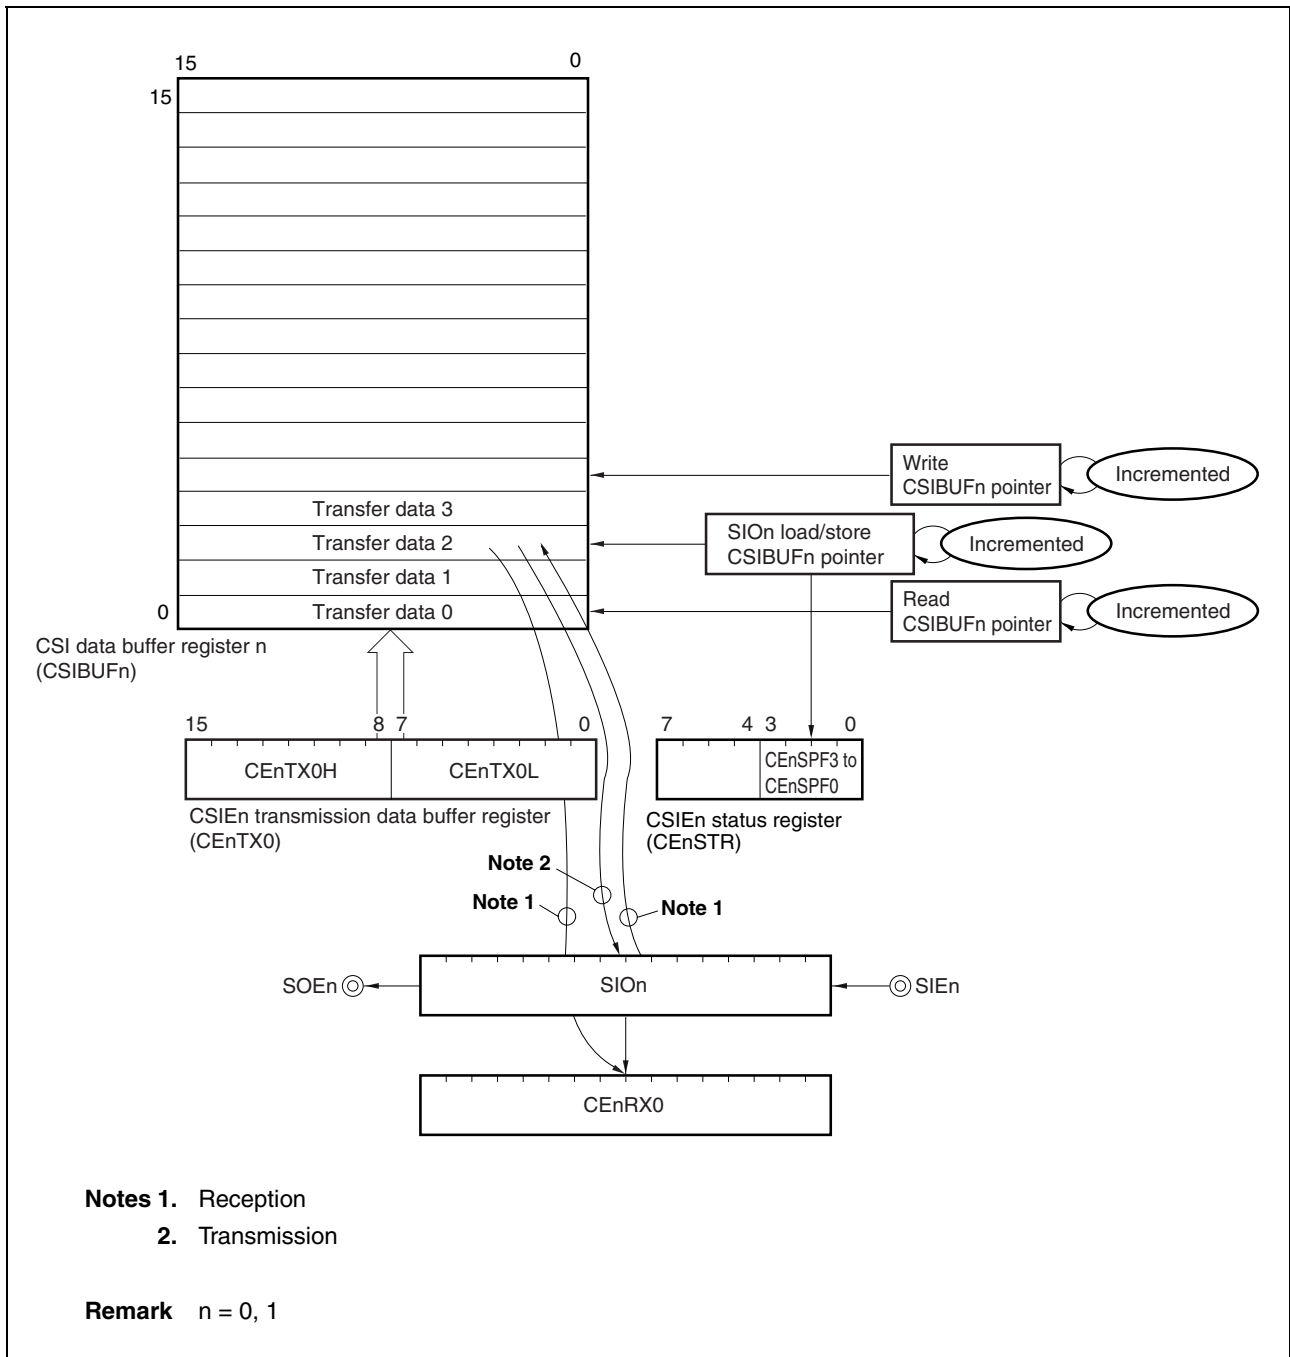 15 0
15
Transfer data 3
Transfer data 2
Transfer data 1
0 Transfer data 0
CSI data buffer register n
(CSIBUFn)
Write
CSIBUFn pointer
Incremented
SIOn load/store
CSIBUFn pointer
Incremented
Read
CSIBUFn pointer
Incremented
15 8 7 0
CEnTX0H CEnTX0L
CSIEn transmission data buffer register
(CEnTX0)
7 4 3 0
CEnSPF3 to
CEnSPF0
CSIEn status register
(CEnSTR)
Note 2
Note 1
Note 1
SOEn SIOn SIEn
CEnRX0
Notes 1. Reception
2. Transmission
Remark n = 0, 1